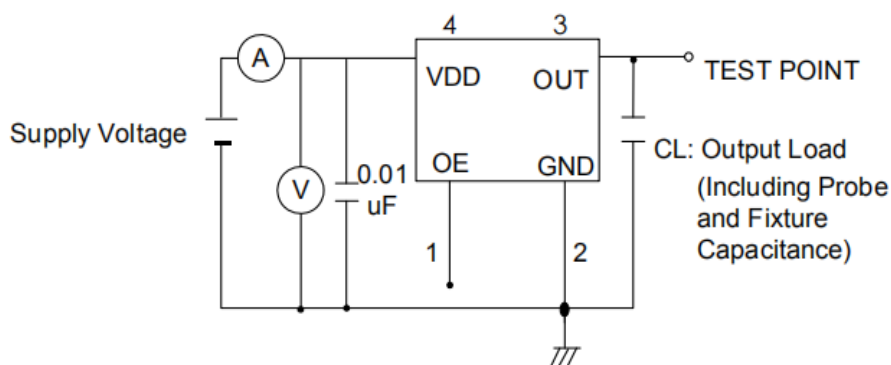 4
3
A
VDD
OUT
TEST POINT
Supply Voltage
V
0.01
uF
OE
GND
CL: Output Load
(Including Probe
and Fixture
Capacitance)
1
2